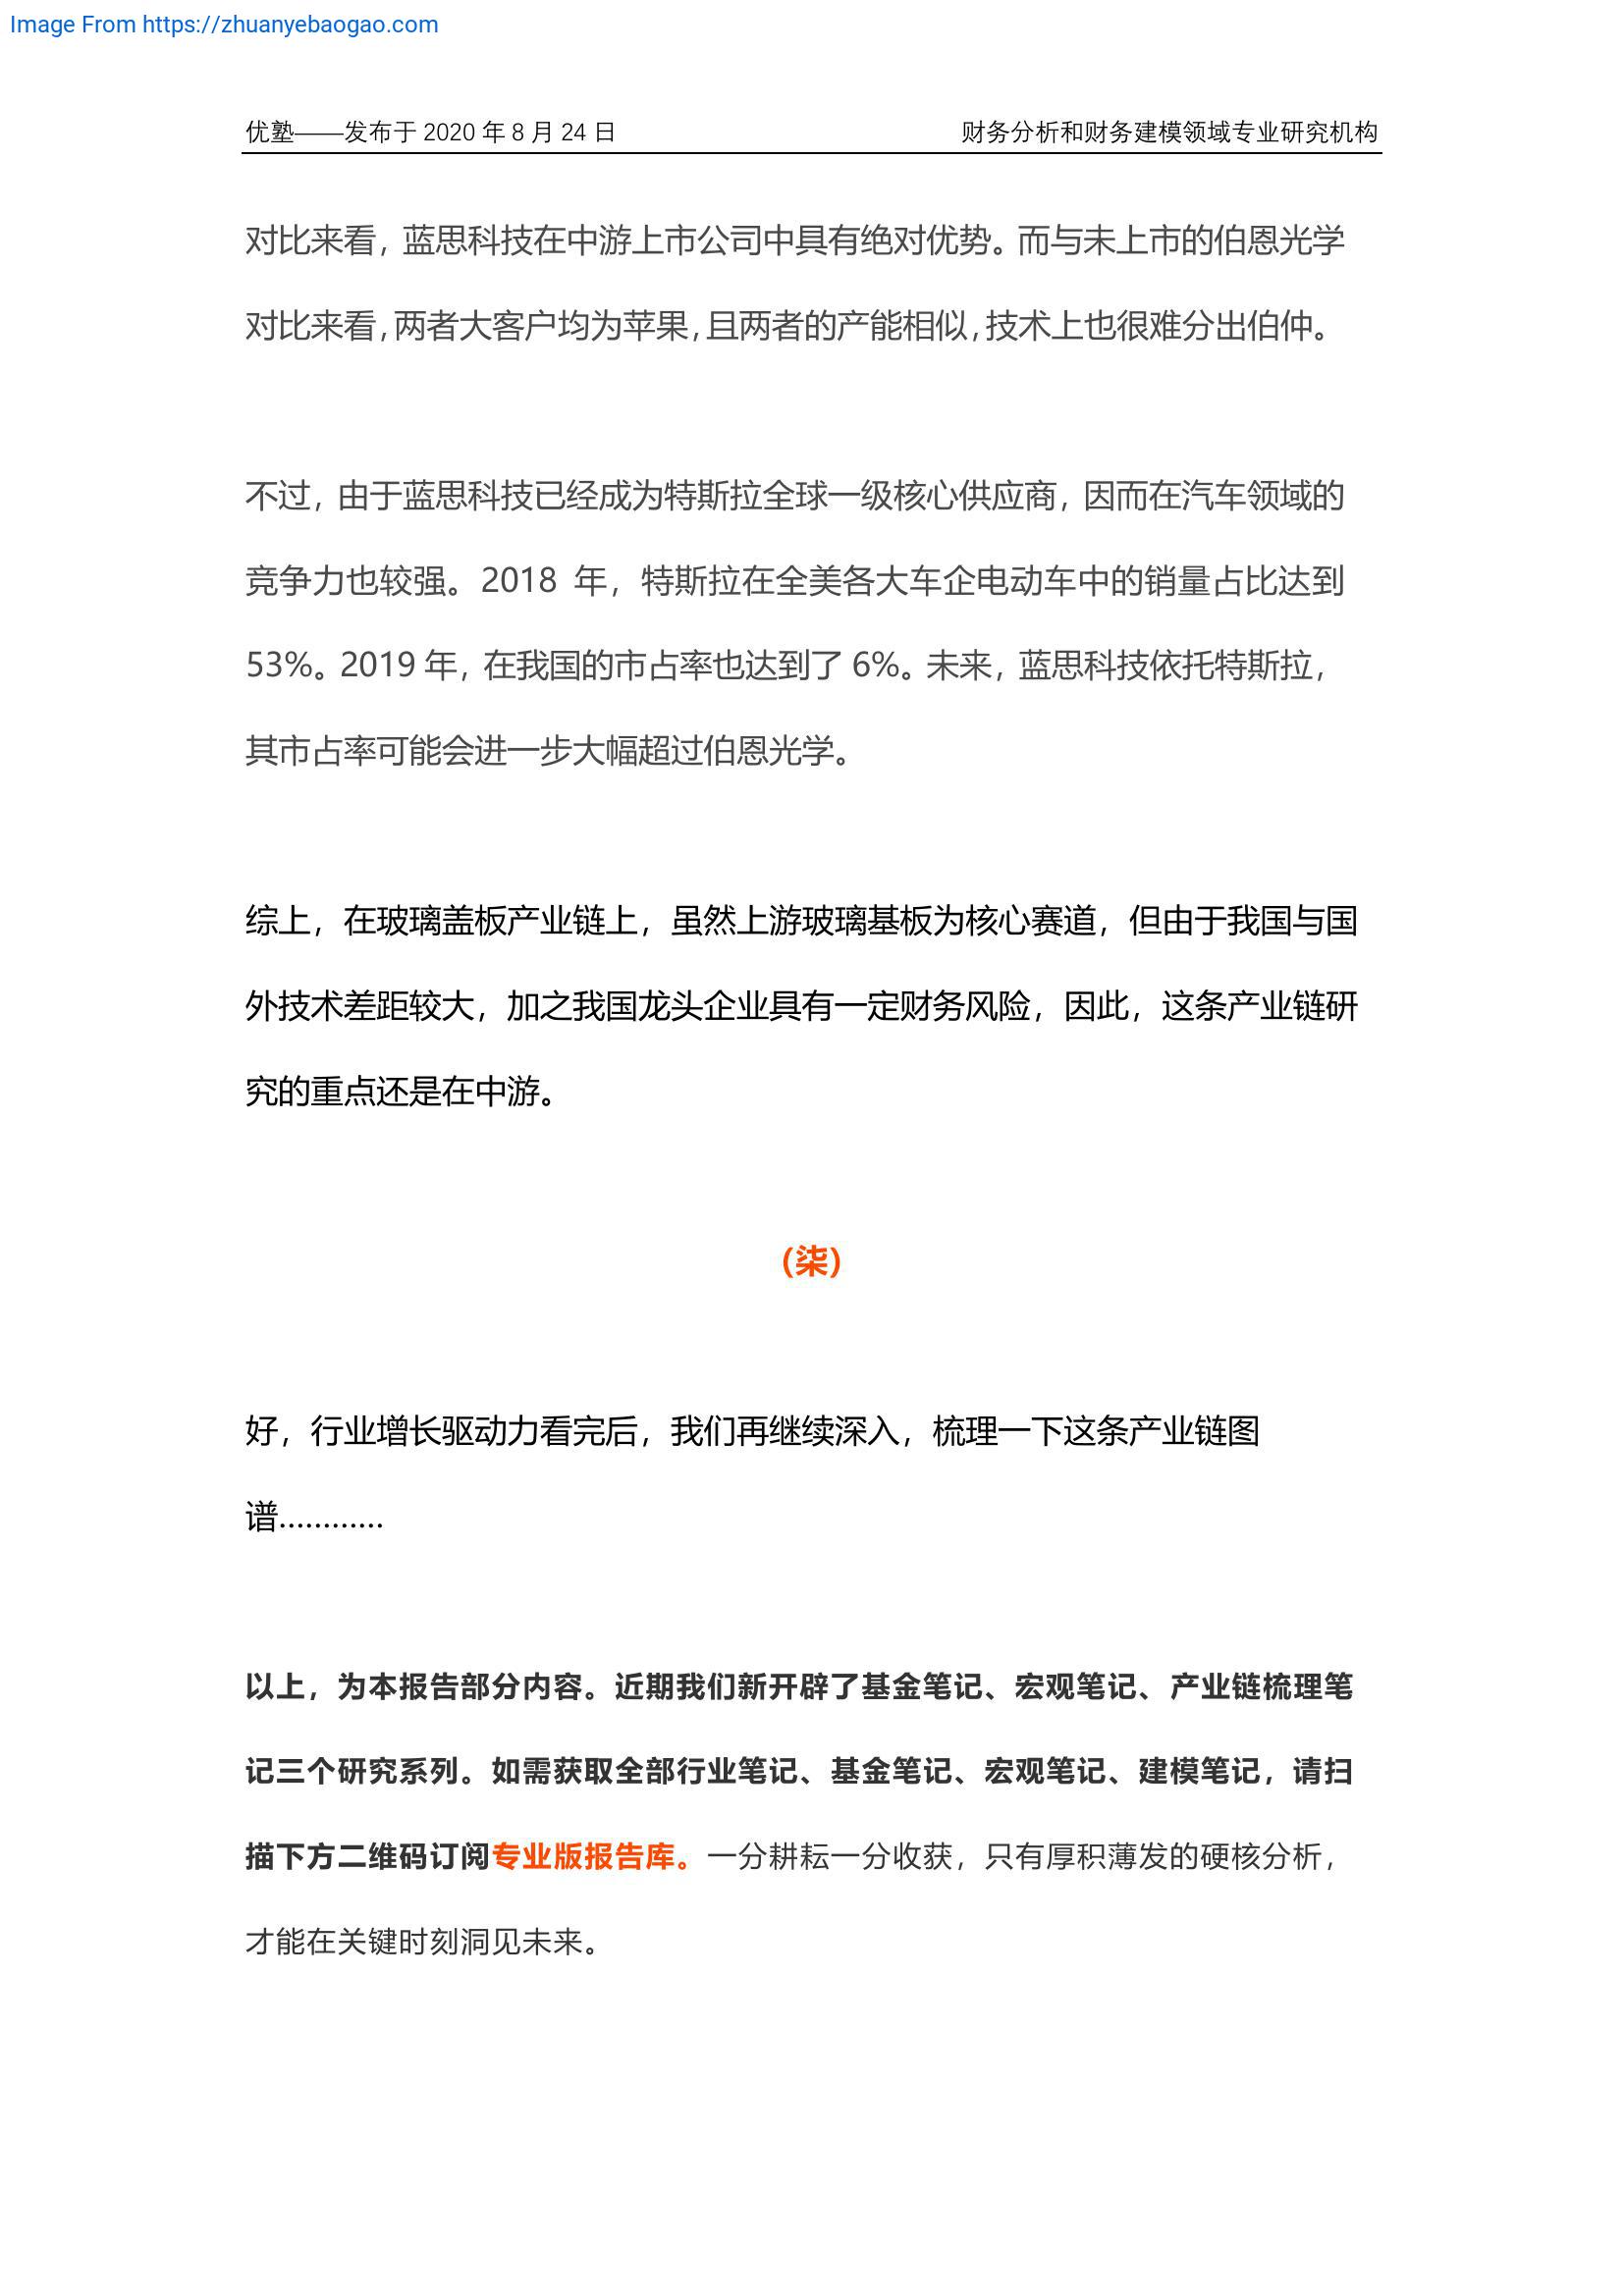 Image From https://zhuanyebaogao.com
优塾——发布于 2020 年 8 月 24 日 财务分析和财务建模领域专业研究机构
对比来看，蓝思科技在中游上市公司中具有绝对优势。而与未上市的伯恩光学
对比来看，两者大客户均为苹果，且两者的产能相似，技术上也很难分出伯仲。
不过，由于蓝思科技已经成为特斯拉全球一级核心供应商，因而在汽车领域的
竞争力也较强。2018 年，特斯拉在全美各大车企电动车中的销量占比达到
53%。2019 年，在我国的市占率也达到了 6%。未来，蓝思科技依托特斯拉，
其市占率可能会进一步大幅超过伯恩光学。
综上，在玻璃盖板产业链上，虽然上游玻璃基板为核心赛道，但由于我国与国
外技术差距较大，加之我国龙头企业具有一定财务风险，因此，这条产业链研
究的重点还是在中游。
（柒）
好，行业增长驱动力看完后，我们再继续深入，梳理一下这条产业链图
谱…………
以上，为本报告部分内容。近期我们新开辟了基金笔记、宏观笔记、产业链梳理笔
记三个研究系列。如需获取全部行业笔记、基金笔记、宏观笔记、建模笔记，请扫
描下方二维码订阅专业版报告库。一分耕耘一分收获，只有厚积薄发的硬核分析，
才能在关键时刻洞见未来。